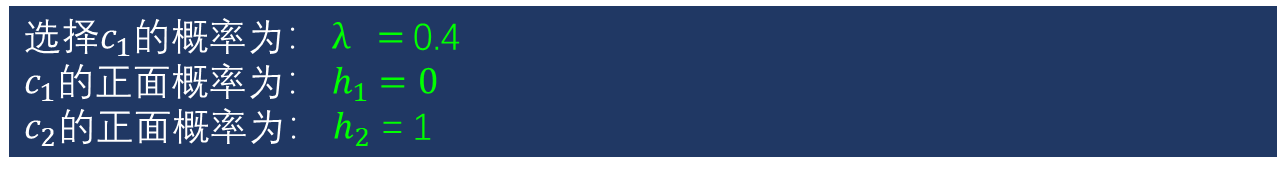 选择c₁的概率为： λ = 0.4
c₁的正面概率为： h₁ = 0
c₂的正面概率为： h₂ = 1